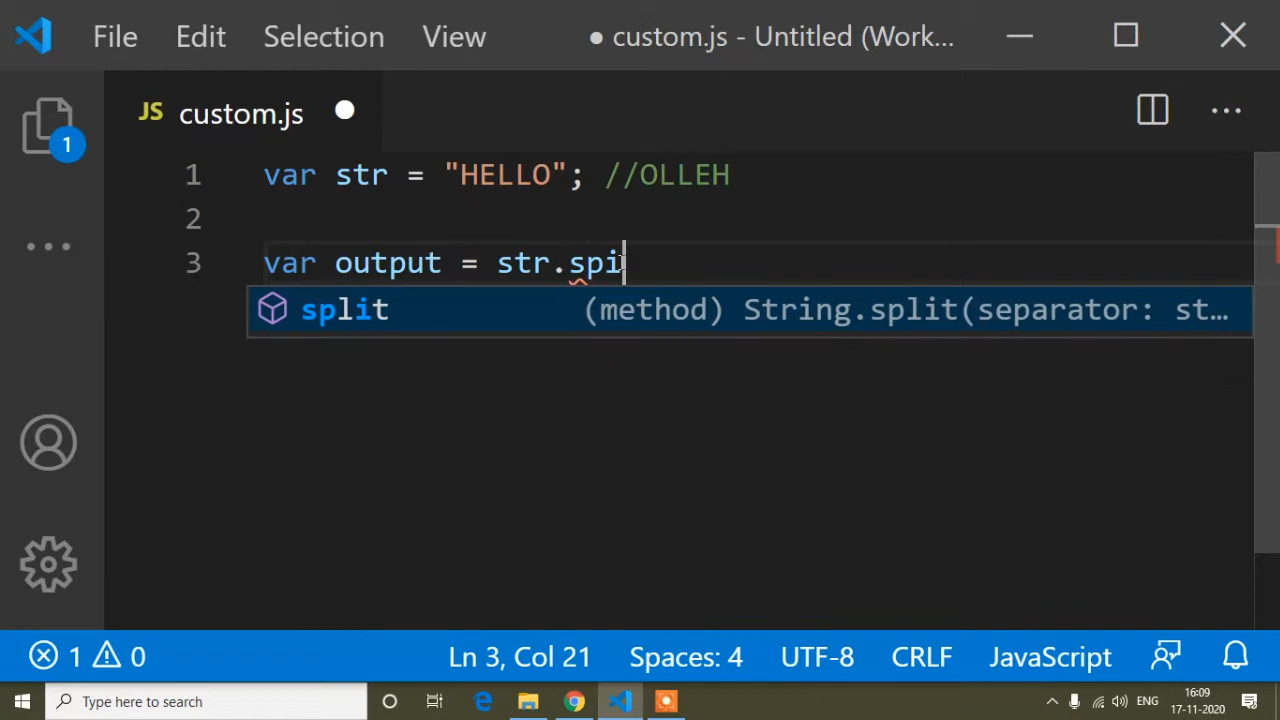 File Edit Selection View ● custom.js - Untitled (Work...
JS custom.js
1
1 var str = "HELLO"; //OLLEH
2
3 var output = str.spi
split (method) String.split(separator: st…
1 0 Ln 3, Col 21 Spaces: 4 UTF-8 CRLF JavaScript
Type here to search ENG 16:09
17-11-2020